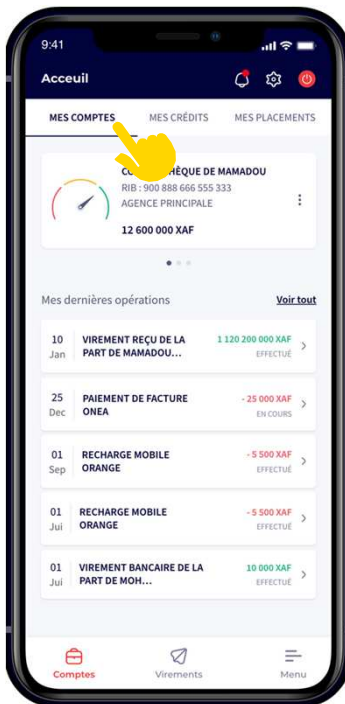 9:41
Acceuil
MES COMPTES MES CRÉDITS MES PLACEMENTS
HÈQUE DE MAMADOU
RIB : 900 888 666 555 333
AGENCE PRINCIPALE
12 600 000 XAF
Mes dernières opérations Voir tout
10 VIREMENT REÇU DE LA 1 120 200 000 XAF
Jan PART DE MAMADOU... EFFECTUÉ
25 PAIEMENT DE FACTURE - 25 000 XAF
Dec ONEA EN COURS
01 RECHARGE MOBILE - 5 500 XAF
Sep ORANGE EFFECTUÉ
01 RECHARGE MOBILE - 5 500 XAF
Jui ORANGE EFFECTUÉ
01 VIREMENT BANCAIRE DE LA 10 000 XAF
Jui PART DE MOH... EFFECTUÉ
Comptes Virements Menu